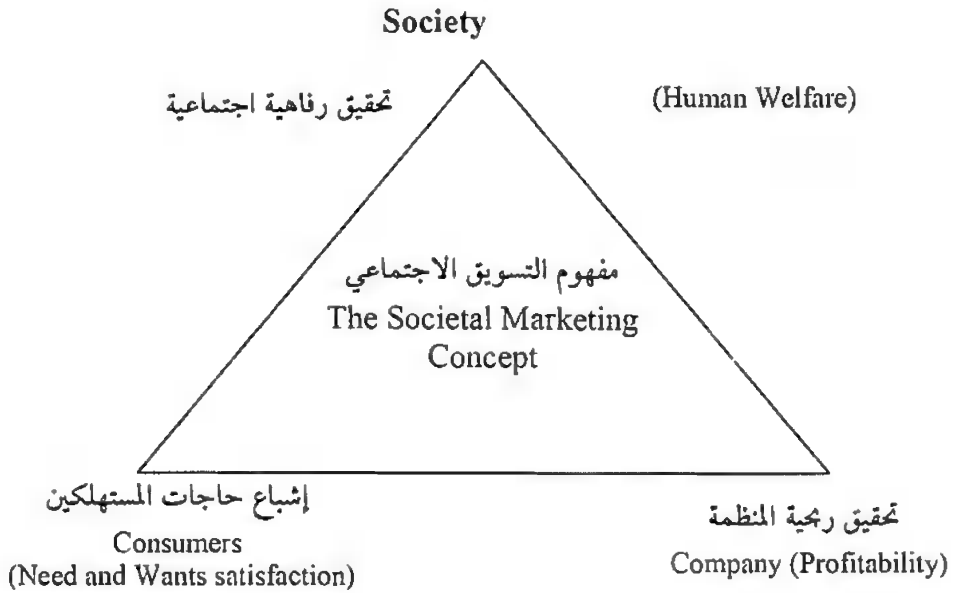 Society
تحقيق رفاهية اجتماعية
(Human Welfare)
مفهوم التسويق الاجتماعي
The Societal Marketing
Concept
إشباع حاجات المستهلكين
Consumers
(Need and Wants satisfaction)
تحقيق ربحية المنظمة
Company (Profitability)